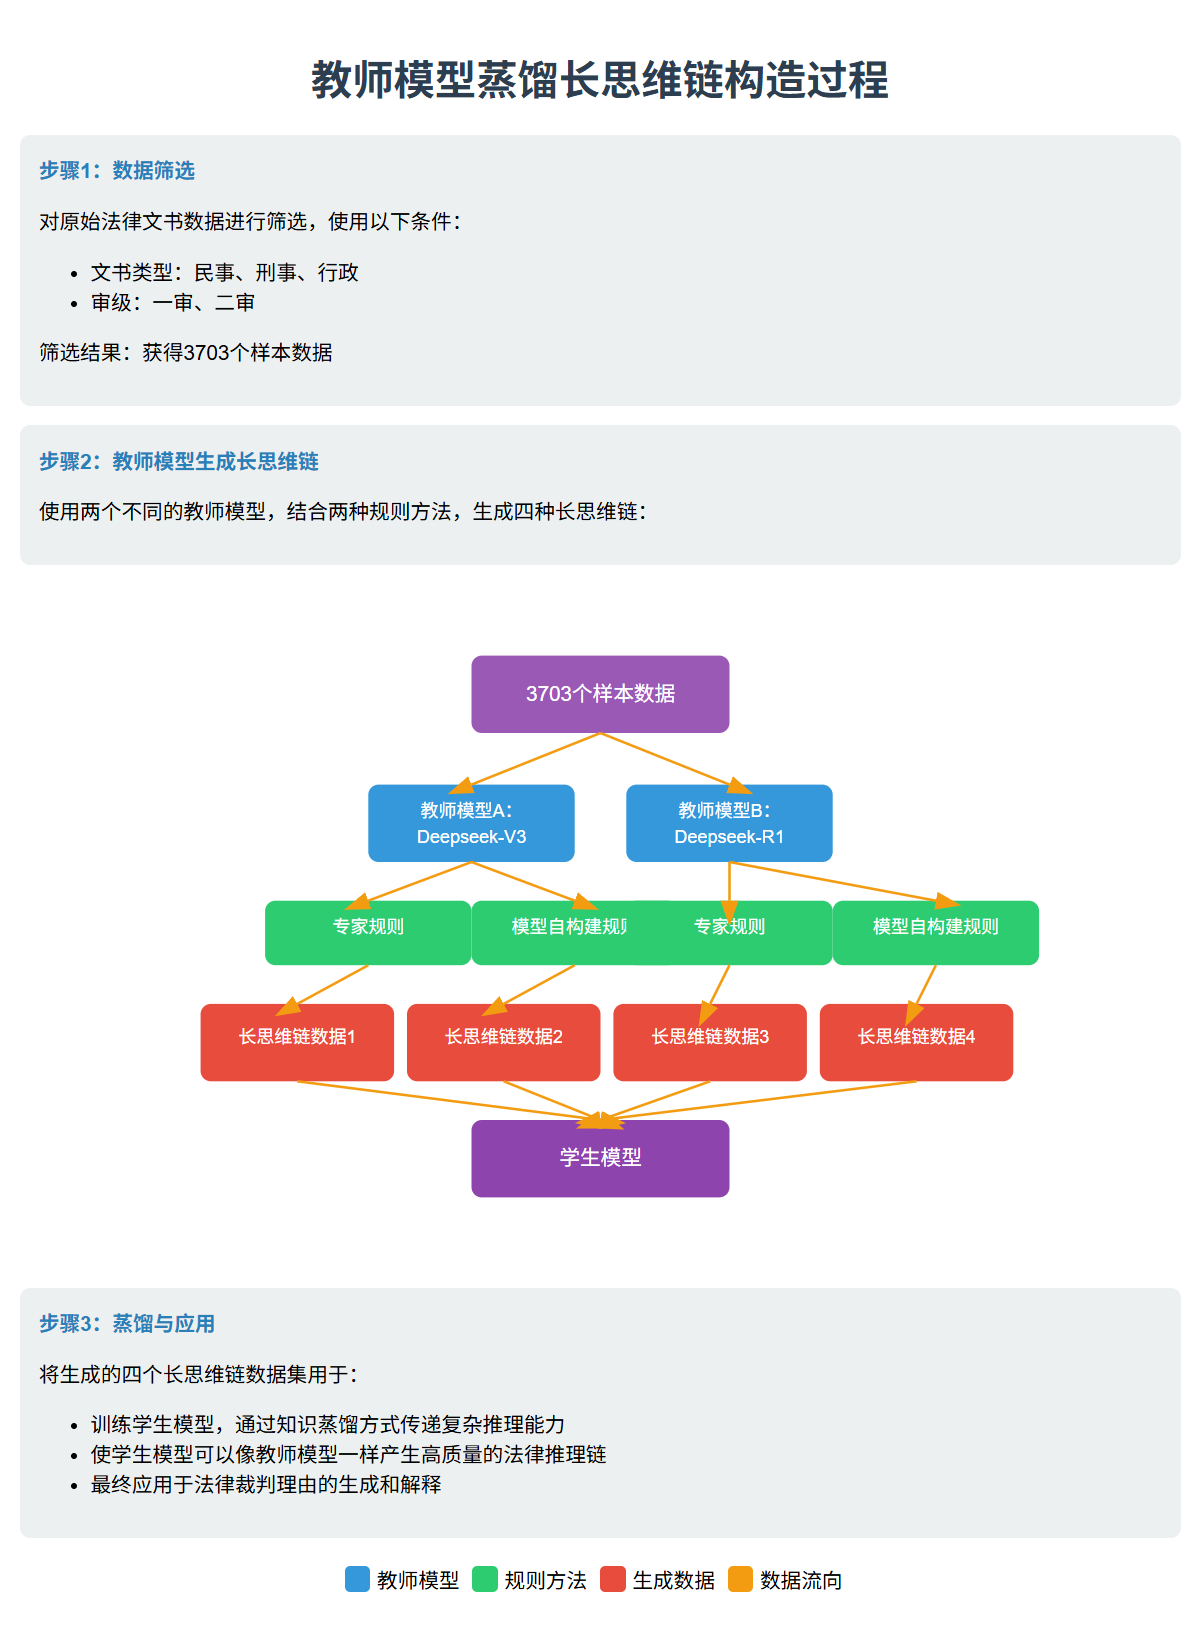 教师模型蒸馏长思维链构造过程
步骤1：数据筛选
对原始法律文书数据进行筛选，使用以下条件：
• 文书类型：民事、刑事、行政
• 审级：一审、二审
筛选结果：获得3703个样本数据
步骤2：教师模型生成长思维链
使用两个不同的教师模型，结合两种规则方法，生成四种长思维链：
3703个样本数据
教师模型A：
Deepseek-V3
教师模型B：
Deepseek-R1
专家规则
模型自构建规则
专家规则
模型自构建规则
长思维链数据1
长思维链数据2
长思维链数据3
长思维链数据4
学生模型
步骤3：蒸馏与应用
将生成的四个长思维链数据集用于：
• 训练学生模型，通过知识蒸馏方式传递复杂推理能力
• 使学生模型可以像教师模型一样产生高质量的法律推理链
• 最终应用于法律裁判理由的生成和解释
教师模型
规则方法
生成数据
数据流向